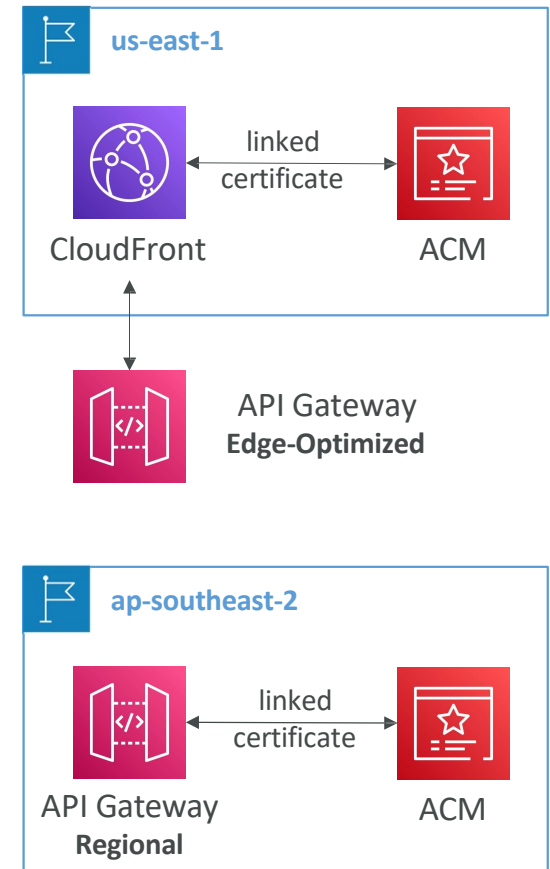 us-east-1
linked
certificate
CloudFront
ACM
API Gateway
Edge-Optimized
</>
ap-southeast-2
linked
certificate
</>
API Gateway
Regional
ACM